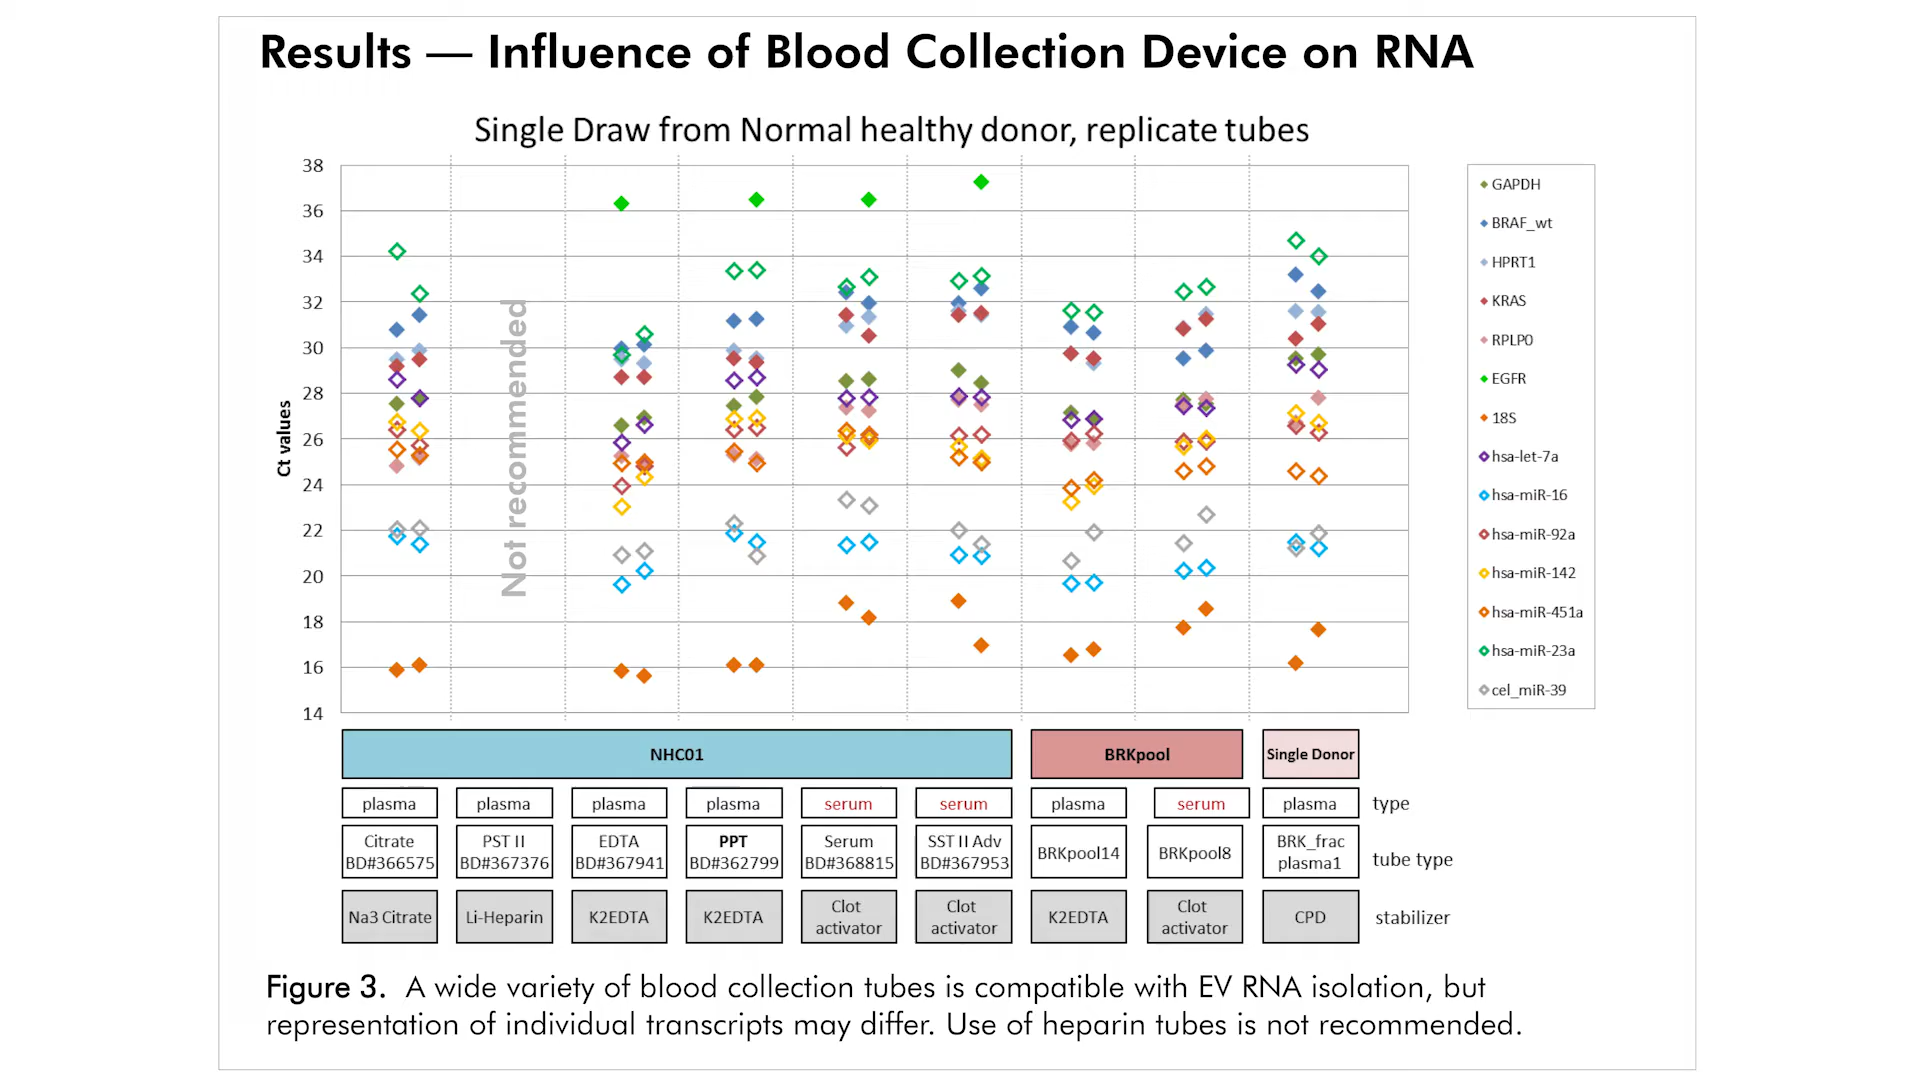 Results — Influence of Blood Collection Device on RNA
Single Draw from Normal healthy donor, replicate tubes
38
36
34
32
30
28
26
24
22
20
18
16
14
Ct values
Not recommended
GAPDH
BRAF_wt
HPRT1
KRAS
RPLP0
EGFR
18S
hsa-let-7a
hsa-miR-16
hsa-miR-92a
hsa-miR-142
hsa-miR-451a
hsa-miR-23a
cel_miR-39
NHC01 BRKpool Single Donor
plasma plasma plasma plasma serum serum plasma serum plasma type
Citrate PST II EDTA PPT Serum SST II Adv BRKpool14 BRKpool8 BRK_frac tube type
BD#366575 BD#367376 BD#367941 BD#362799 BD#368815 BD#367953 plasma1
Na3 Citrate Li-Heparin K2EDTA K2EDTA Clot Clot K2EDTA Clot CPD stabilizer
activator activator activator
Figure 3. A wide variety of blood collection tubes is compatible with EV RNA isolation, but
representation of individual transcripts may differ. Use of heparin tubes is not recommended.